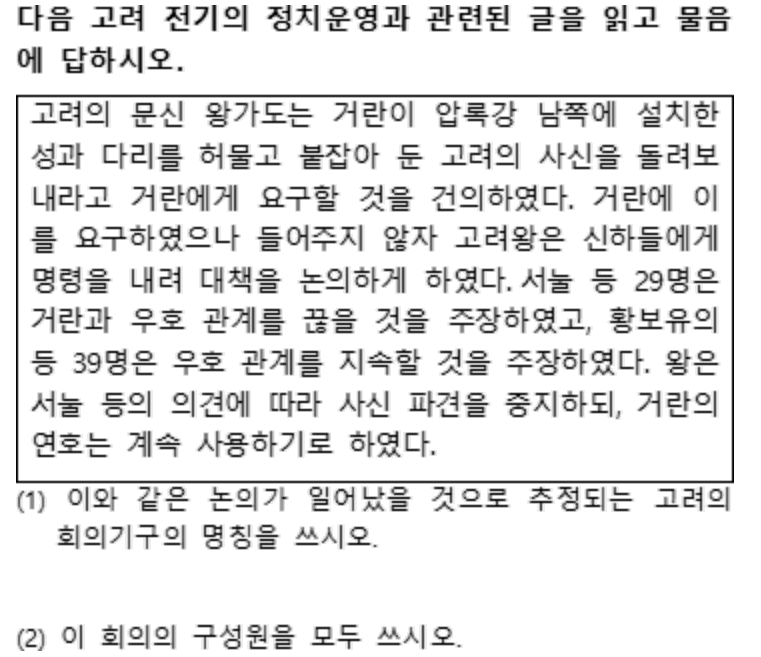 다음 고려 전기의 정치운영과 관련된 글을 읽고 물음
에 답하시오.
고려의 문신 왕가도는 거란이 압록강 남쪽에 설치한
성과 다리를 허물고 붙잡아 둔 고려의 사신을 돌려보
내라고 거란에게 요구할 것을 건의하였다. 거란에 이
를 요구하였으나 들어주지 않자 고려왕은 신하들에게
명령을 내려 대책을 논의하게 하였다. 서눌 등 29명은
거란과 우호 관계를 끊을 것을 주장하였고, 황보유의
등 39명은 우호 관계를 지속할 것을 주장하였다. 왕은
서눌 등의 의견에 따라 사신 파견을 중지하되, 거란의
연호는 계속 사용하기로 하였다.
(1) 이와 같은 논의가 일어났을 것으로 추정되는 고려의
회의기구의 명칭을 쓰시오.
(2) 이 회의의 구성원을 모두 쓰시오.